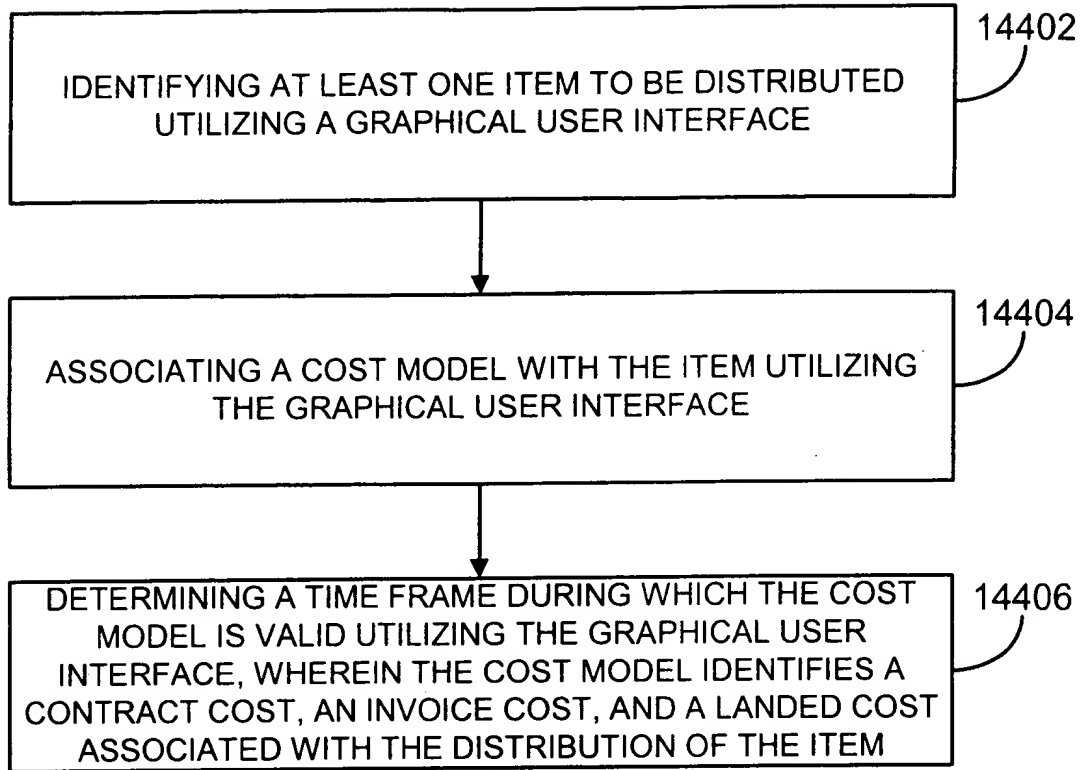 14402
IDENTIFYING AT LEAST ONE ITEM TO BE DISTRIBUTED
UTILIZING A GRAPHICAL USER INTERFACE
14404
ASSOCIATING A COST MODEL WITH THE ITEM UTILIZING
THE GRAPHICAL USER INTERFACE
14406
DETERMINING A TIME FRAME DURING WHICH THE COST
MODEL IS VALID UTILIZING THE GRAPHICAL USER
INTERFACE, WHEREIN THE COST MODEL IDENTIFIES A
CONTRACT COST, AN INVOICE COST, AND A LANDED COST
ASSOCIATED WITH THE DISTRIBUTION OF THE ITEM